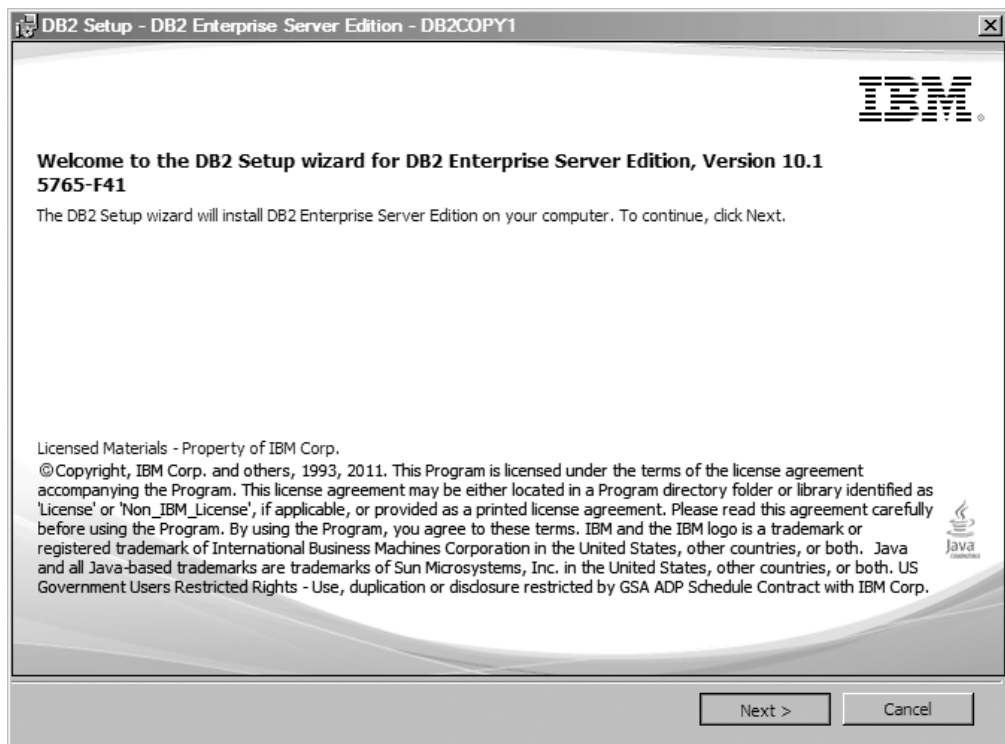 DB2 Setup - DB2 Enterprise Server Edition - DB2COPY1
IBM®
Welcome to the DB2 Setup wizard for DB2 Enterprise Server Edition, Version 10.1
5765-F41
The DB2 Setup wizard will install DB2 Enterprise Server Edition on your computer. To continue, click Next.
Licensed Materials - Property of IBM Corp.
©Copyright, IBM Corp. and others, 1993, 2011. This Program is licensed under the terms of the license agreement
accompanying the Program. This license agreement may be either located in a Program directory folder or library identified as
'License' or 'Non_IBM_License', if applicable, or provided as a printed license agreement. Please read this agreement carefully
before using the Program. By using the Program, you agree to these terms. IBM and the IBM logo is a trademark or
registered trademark of International Business Machines Corporation in the United States, other countries, or both. Java
and all Java-based trademarks are trademarks of Sun Microsystems, Inc. in the United States, other countries, or both. US
Government Users Restricted Rights - Use, duplication or disclosure restricted by GSA ADP Schedule Contract with IBM Corp.
Java
COMPATIBLE
Next >
Cancel